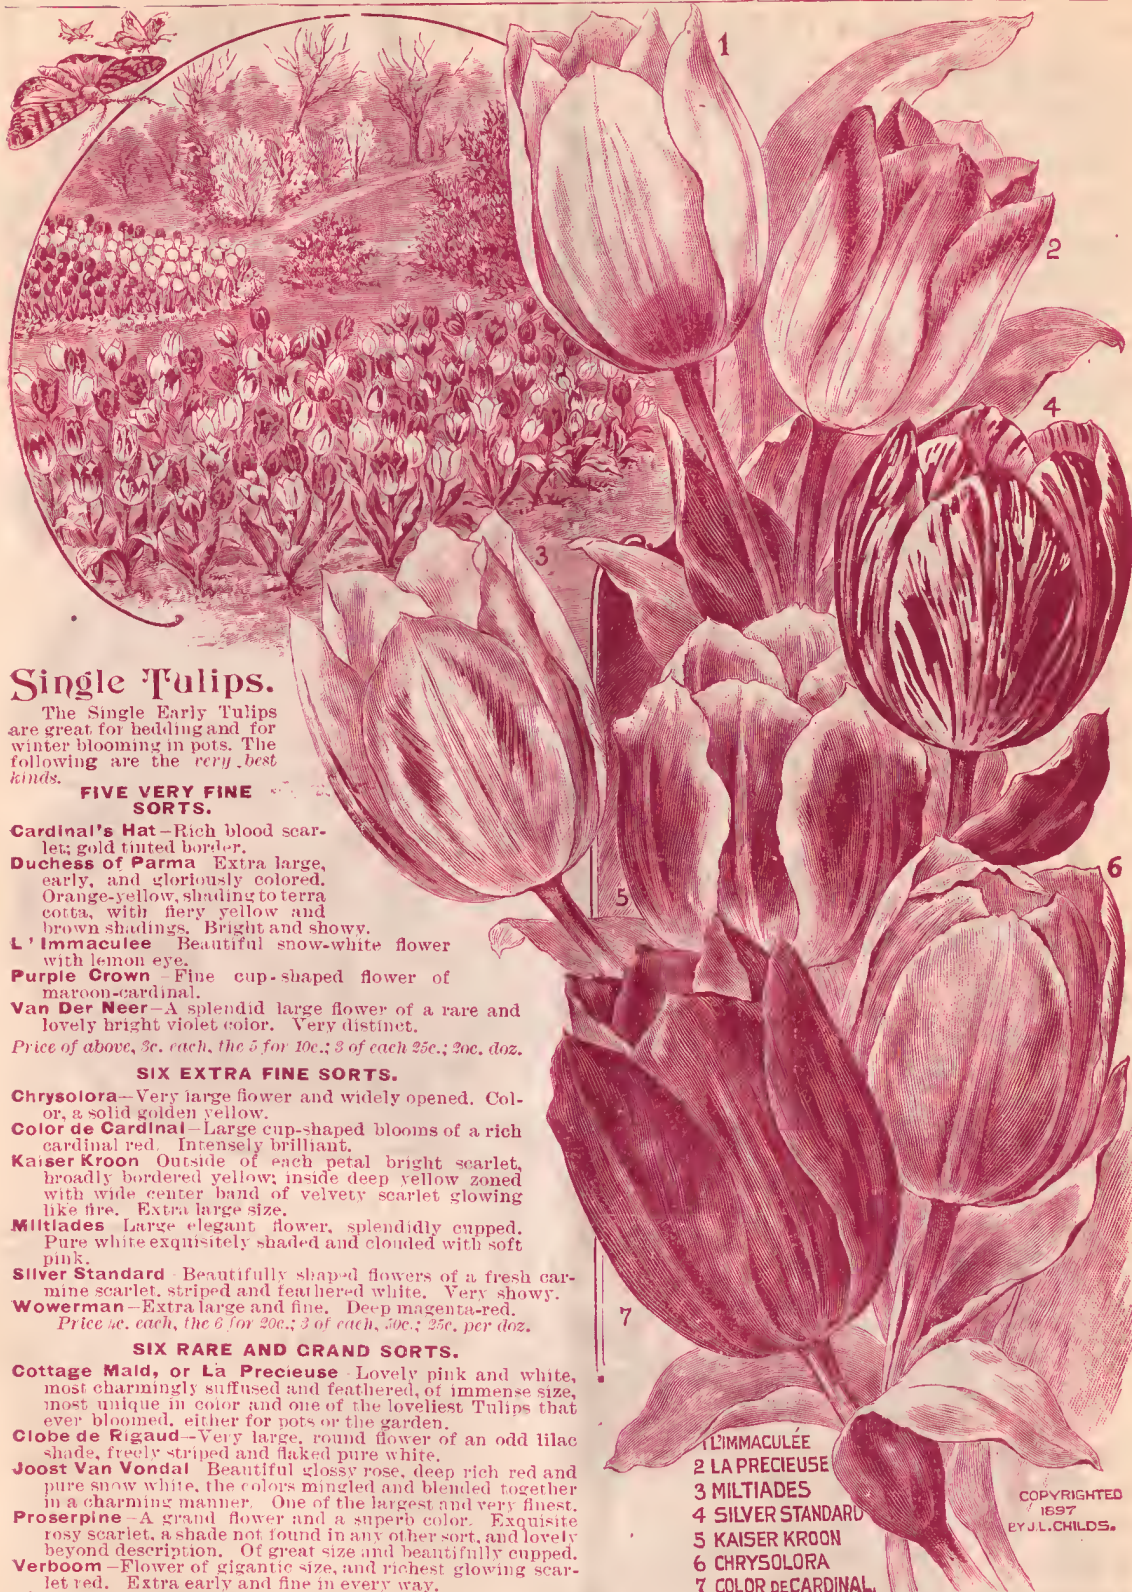 Single Tulips.
The Single Early Tulips
are great for bedding and for
winter blooming in pots. The
following are the very best
kinds.
FIVE VERY FINE
SORTS.
Cardinal's Hat—Rich blood scar-
let; gold tinted border.
Duchess of Parma Extra large,
early, and gloriously colored.
Orange-yellow, shading to terra
cotta, with fiery yellow and
brown shadings. Bright and showy.
L'Immaculee Beautiful snow-white flower
with lemon eye.
Purple Crown—Fine cup-shaped flower of
maroon-cardinal.
Van Der Neer—A splendid large flower of a rare and
lovely bright violet color. Very distinct.
Price of above, 3c. each, the 5 for 10c.; 3 of each 25c.; 20c. doz.
SIX EXTRA FINE SORTS.
Chrysolora—Very large flower and widely opened. Col-
or, a solid golden yellow.
Color de Cardinal—Large cup-shaped blooms of a rich
cardinal red. Intensely brilliant.
Kaiser Kroon Outside of each petal bright scarlet,
broadly bordered yellow; inside deep yellow zoned
with wide center band of velvety scarlet glowing
like fire. Extra large size.
Miltiades Large elegant flower, splendidly cupped.
Pure white exquisitely shaded and clouded with soft
pink.
Silver Standard Beautifully shaped flowers of a fresh car-
mine scarlet, striped and feathered white. Very showy.
Wowerman—Extra large and fine. Deep magenta-red.
Price each, the 6 for 20c.; 3 of each, 50c.; 35c. per doz.
SIX RARE AND GRAND SORTS.
Cottage Maid, or La Precieuse Lovely pink and white,
most charmingly suffused and feathered, of immense size,
most unique in color and one of the loveliest Tulips that
ever bloomed, either for pots or the garden.
Globe de Rigaud—Very large, round flower of an odd lilac
shade, freely striped and flaked pure white.
Joost Van Vondal Beautiful glossy rose, deep rich red and
pure snow white, the colors mingled and blended together
in a charming manner. One of the largest and very finest.
Proserpine—A grand flower and a superb color. Exquisite
rosy scarlet, a shade not found in any other sort, and lovely
beyond description. Of great size and beautifully cupped.
Verboom—Flower of gigantic size, and richest glowing scar-
let red. Extra early and fine in every way.
1
2
3
4
5
6
7
1 L'IMMACULÉE
2 LA PRECIEUSE
3 MILTIADES
4 SILVER STANDARD
5 KAISER KROON
6 CHRYSOLORA
7 COLOR DE CARDINAL.
COPYRIGHTED
1897
BY J.L.CHILDS.